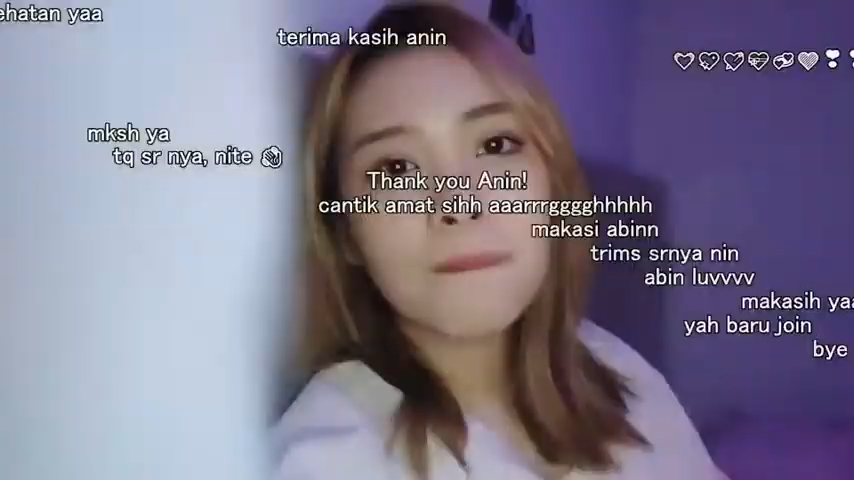 ehatan yaa
terima kasih anin
♡💘💝💞💕💗❣❣
mksh ya
tq sr nya, nite 👋
Thank you Anin!
cantik amat sihh aaarrrgggghhhhh
makasi abinn
trims srnya nin
abin luvvvv
makasih yaa
yah baru join
bye